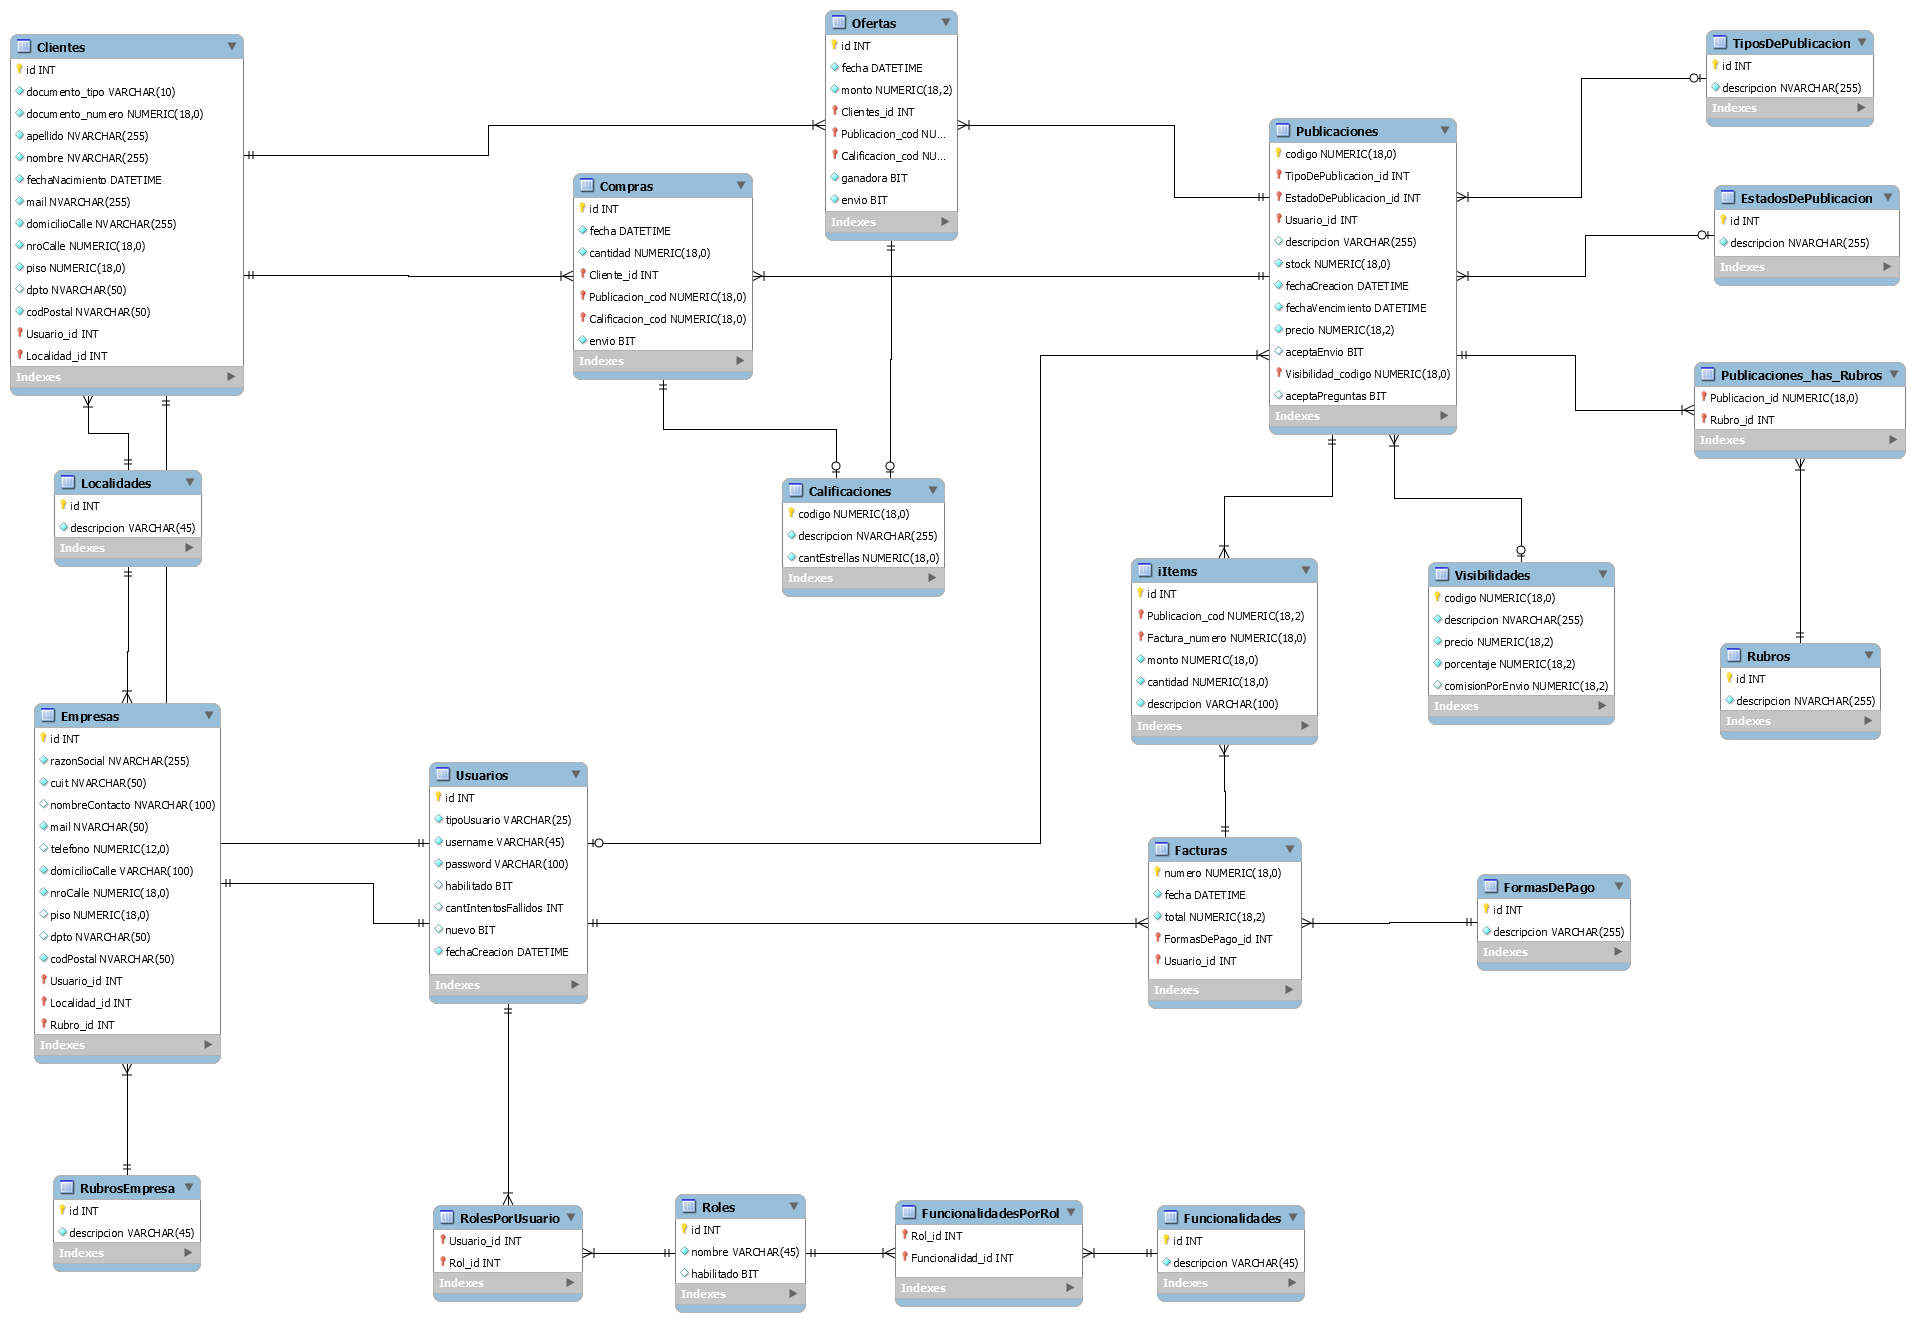 Clientes
id INT
documento_tipo VARCHAR(10)
documento_numero NUMERIC(18,0)
apellido NVARCHAR(255)
nombre NVARCHAR(255)
fechaNacimiento DATETIME
mail NVARCHAR(255)
domicilioCalle NVARCHAR(255)
nroCalle NUMERIC(18,0)
piso NUMERIC(18,0)
dpto NVARCHAR(50)
codPostal NVARCHAR(50)
Usuario_id INT
Localidad_id INT
Indexes
Ofertas
id INT
fecha DATETIME
monto NUMERIC(18,2)
Clientes_id INT
Publicacion_cod NU...
Calificacion_cod NU...
ganadora BIT
envio BIT
Indexes
TiposDePublicacion
id INT
descripcion NVARCHAR(255)
Indexes
Publicaciones
codigo NUMERIC(18,0)
TipoDePublicacion_id INT
EstadoDePublicacion_id INT
Usuario_id INT
descripcion VARCHAR(255)
stock NUMERIC(18,0)
fechaCreacion DATETIME
fechaVencimiento DATETIME
precio NUMERIC(18,2)
aceptaEnvio BIT
Visibilidad_codigo NUMERIC(18,0)
aceptaPreguntas BIT
Indexes
Compras
id INT
fecha DATETIME
cantidad NUMERIC(18,0)
Cliente_id INT
Publicacion_cod NUMERIC(18,0)
Calificacion_cod NUMERIC(18,0)
envio BIT
Indexes
EstadosDePublicacion
id INT
descripcion NVARCHAR(255)
Indexes
Publicaciones_has_Rubros
Publicacion_id NUMERIC(18,0)
Rubro_id INT
Indexes
Localidades
id INT
descripcion VARCHAR(45)
Indexes
Calificaciones
codigo NUMERIC(18,0)
descripcion NVARCHAR(255)
cantEstrellas NUMERIC(18,0)
Indexes
iItems
id INT
Publicacion_cod NUMERIC(18,2)
Factura_numero NUMERIC(18,0)
monto NUMERIC(18,0)
cantidad NUMERIC(18,0)
descripcion VARCHAR(100)
Indexes
Visibilidades
codigo NUMERIC(18,0)
descripcion NVARCHAR(255)
precio NUMERIC(18,2)
porcentaje NUMERIC(18,2)
comisionPorEnvio NUMERIC(18,2)
Indexes
Rubros
id INT
descripcion NVARCHAR(255)
Indexes
Empresas
id INT
razonSocial NVARCHAR(255)
cuit NVARCHAR(50)
nombreContacto NVARCHAR(100)
mail NVARCHAR(50)
telefono NUMERIC(12,0)
domicilioCalle VARCHAR(100)
nroCalle NUMERIC(18,0)
piso NUMERIC(18,0)
dpto NVARCHAR(50)
codPostal NVARCHAR(50)
Usuario_id INT
Localidad_id INT
Rubro_id INT
Indexes
Usuarios
id INT
tipoUsuario VARCHAR(25)
username VARCHAR(45)
password VARCHAR(100)
habilitado BIT
cantIntentosFallidos INT
nuevo BIT
fechaCreacion DATETIME
Indexes
Facturas
numero NUMERIC(18,0)
fecha DATETIME
total NUMERIC(18,2)
FormasDePago_id INT
Usuario_id INT
Indexes
FormasDePago
id INT
descripcion VARCHAR(255)
Indexes
RubrosEmpresa
id INT
descripcion VARCHAR(45)
Indexes
RolesPorUsuario
Usuario_id INT
Rol_id INT
Indexes
Roles
id INT
nombre VARCHAR(45)
habilitado BIT
Indexes
FuncionalidadesPorRol
Rol_id INT
Funcionalidad_id INT
Indexes
Funcionalidades
id INT
descripcion VARCHAR(45)
Indexes